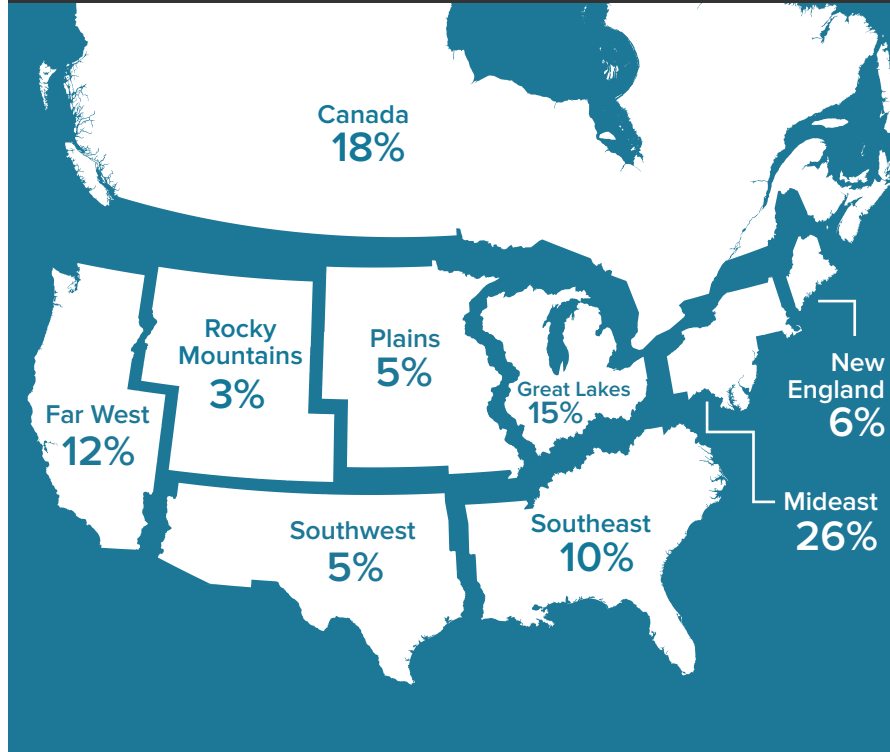 Canada
18%
Rocky
Mountains
3%
Plains
5%
Great Lakes
15%
New
England
6%
Far West
12%
Mideast
26%
Southwest
5%
Southeast
10%